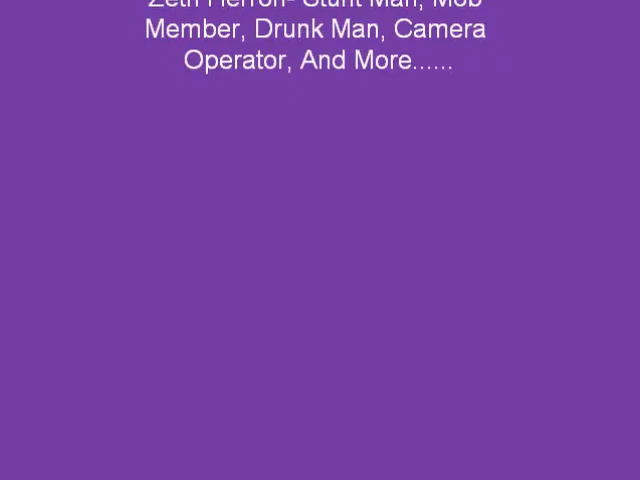 Stunt Man, Mob
Member, Drunk Man, Camera
Operator, And More......